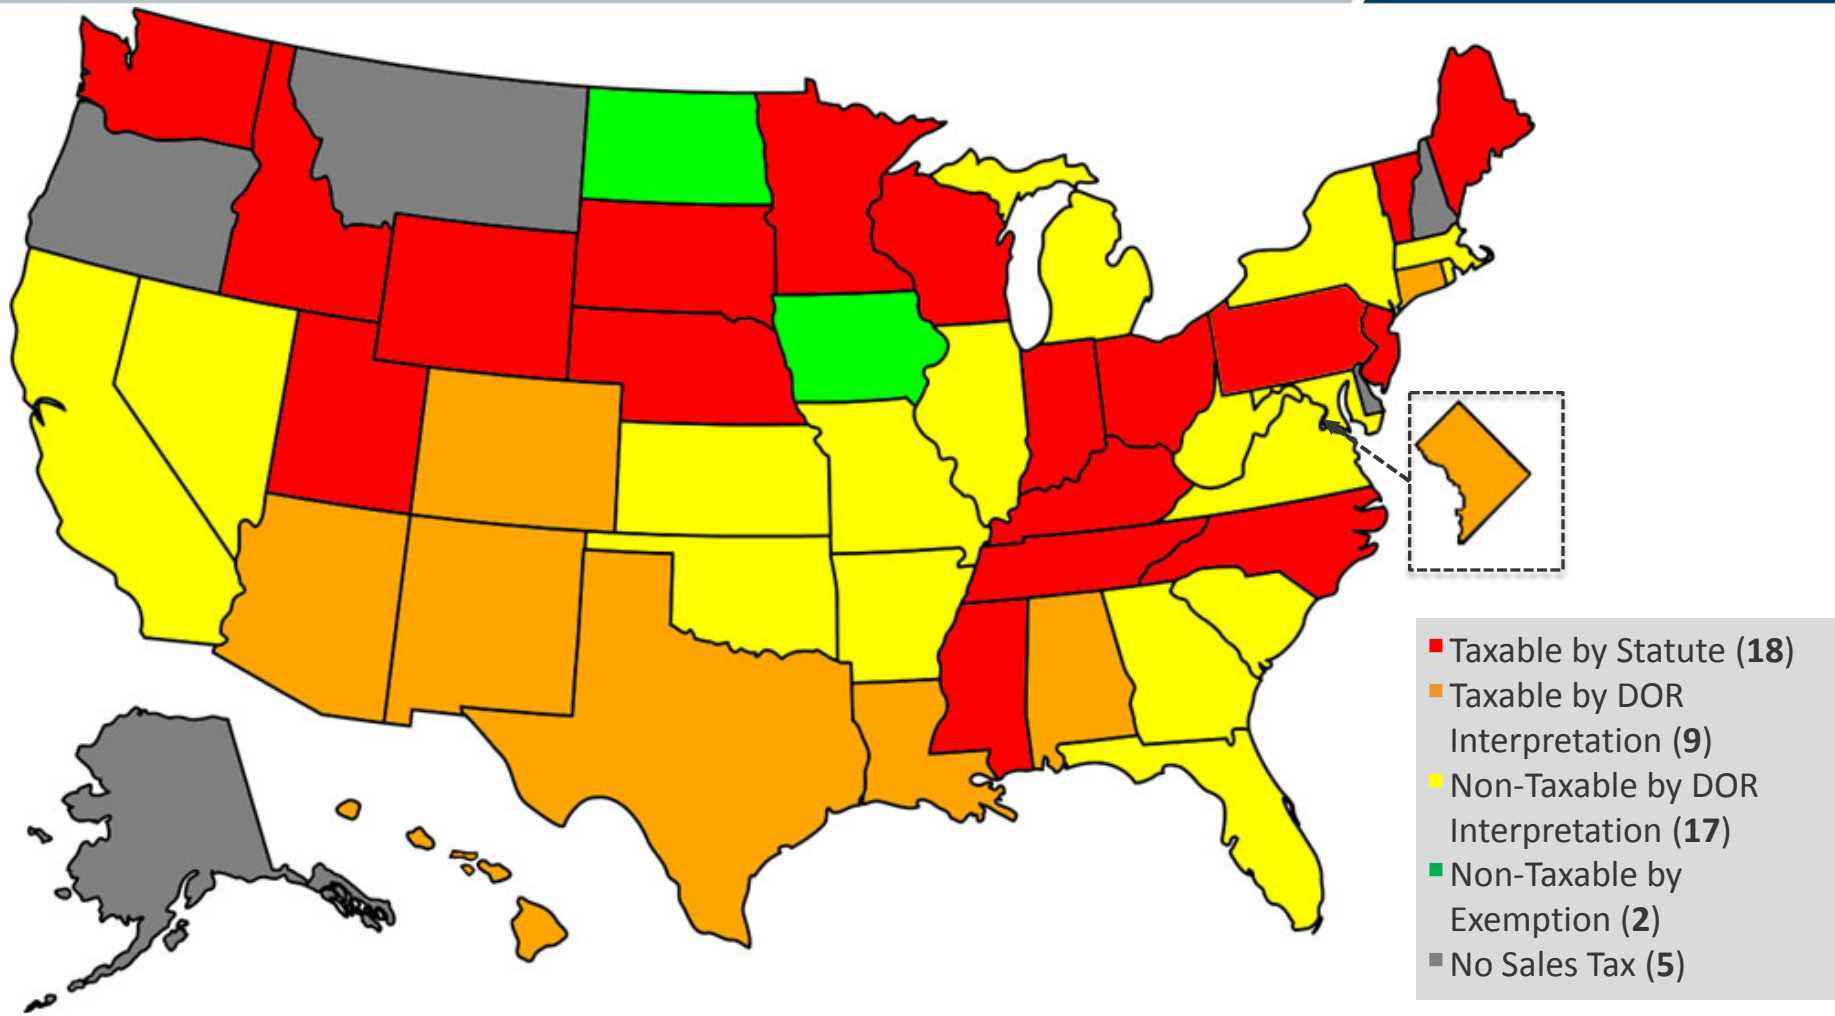 Taxable by Statute (18)
Taxable by DOR
Interpretation (9)
Non-Taxable by DOR
Interpretation (17)
Non-Taxable by
Exemption (2)
No Sales Tax (5)